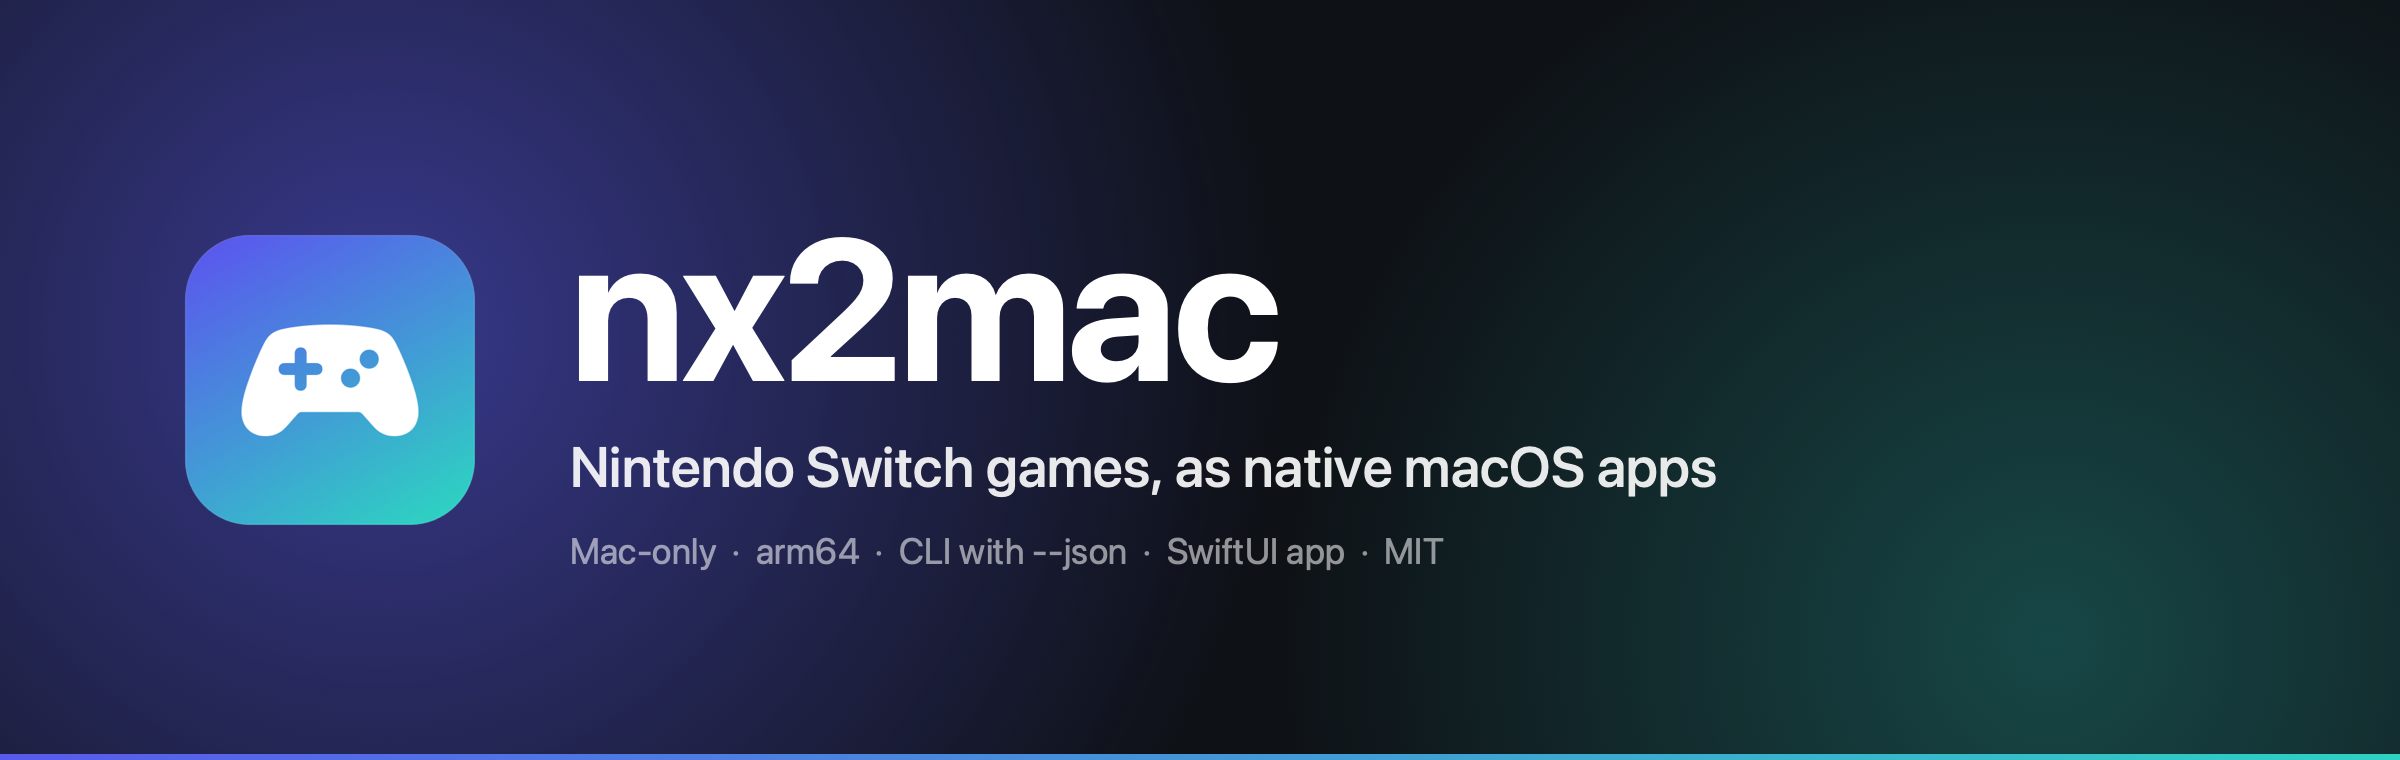 nx2mac
Nintendo Switch games, as native macOS apps
Mac-only · arm64 · CLI with --json · SwiftUI app · MIT